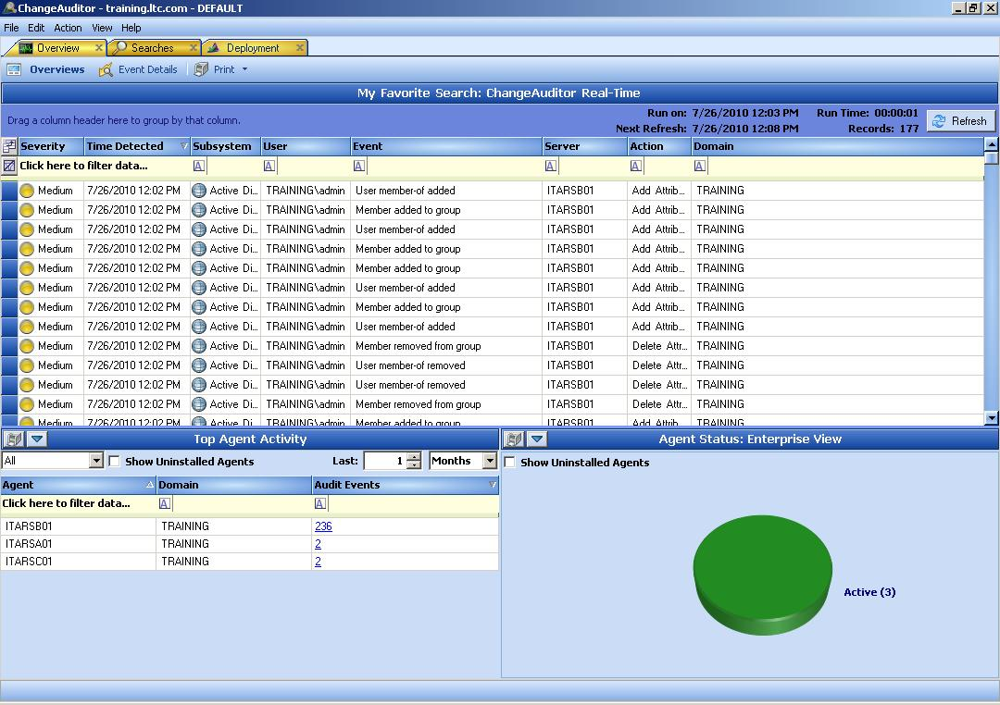 ChangeAuditor - training.ltc.com - DEFAULT
File Edit Action View Help
Overview Searches Deployment
Overviews Event Details Print
My Favorite Search: ChangeAuditor Real-Time
Drag a column header here to group by that column.
Run on: 7/26/2010 12:03 PM Run Time: 00:00:01
Next Refresh: 7/26/2010 12:08 PM Records: 177
Refresh
Severity Time Detected Subsystem User Event Server Action Domain
Click here to filter data... A A A A A A
Medium 7/26/2010 12:02 PM Active Di... TRAINING\admin User member-of added ITARSB01 Add Attrib... TRAINING
Medium 7/26/2010 12:02 PM Active Di... TRAINING\admin Member added to group ITARSB01 Add Attrib... TRAINING
Medium 7/26/2010 12:02 PM Active Di... TRAINING\admin User member-of added ITARSB01 Add Attrib... TRAINING
Medium 7/26/2010 12:02 PM Active Di... TRAINING\admin Member added to group ITARSB01 Add Attrib... TRAINING
Medium 7/26/2010 12:02 PM Active Di... TRAINING\admin Member added to group ITARSB01 Add Attrib... TRAINING
Medium 7/26/2010 12:02 PM Active Di... TRAINING\admin User member-of added ITARSB01 Add Attrib... TRAINING
Medium 7/26/2010 12:02 PM Active Di... TRAINING\admin Member added to group ITARSB01 Add Attrib... TRAINING
Medium 7/26/2010 12:02 PM Active Di... TRAINING\admin User member-of added ITARSB01 Add Attrib... TRAINING
Medium 7/26/2010 12:02 PM Active Di... TRAINING\admin Member removed from group ITARSB01 Delete Attr... TRAINING
Medium 7/26/2010 12:02 PM Active Di... TRAINING\admin User member-of removed ITARSB01 Delete Attr... TRAINING
Medium 7/26/2010 12:02 PM Active Di... TRAINING\admin User member-of removed ITARSB01 Delete Attr... TRAINING
Medium 7/26/2010 12:02 PM Active Di... TRAINING\admin Member removed from group ITARSB01 Delete Attr... TRAINING
Medium 7/26/2010 12:02 PM Active Di... TRAINING\admin Member added to group ITARSB01 Add Attrib... TRAINING
Top Agent Activity
All Show Uninstalled Agents Last: 1 Months
Agent Domain Audit Events
Click here to filter data... A A
ITARSB01 TRAINING 236
ITARSA01 TRAINING 2
ITARSC01 TRAINING 2
Agent Status: Enterprise View
Show Uninstalled Agents
Active (3)